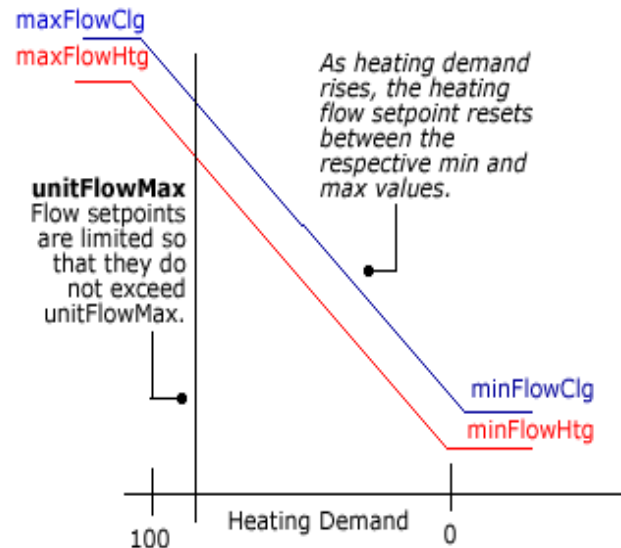 maxFlowClg
maxFlowHtg
As heating demand
rises, the heating
flow setpoint resets
between the
respective min and
max values.
unitFlowMax
Flow setpoints
are limited so
that they do
not exceed
unitFlowMax.
minFlowClg
minFlowHtg
100
Heating Demand
0